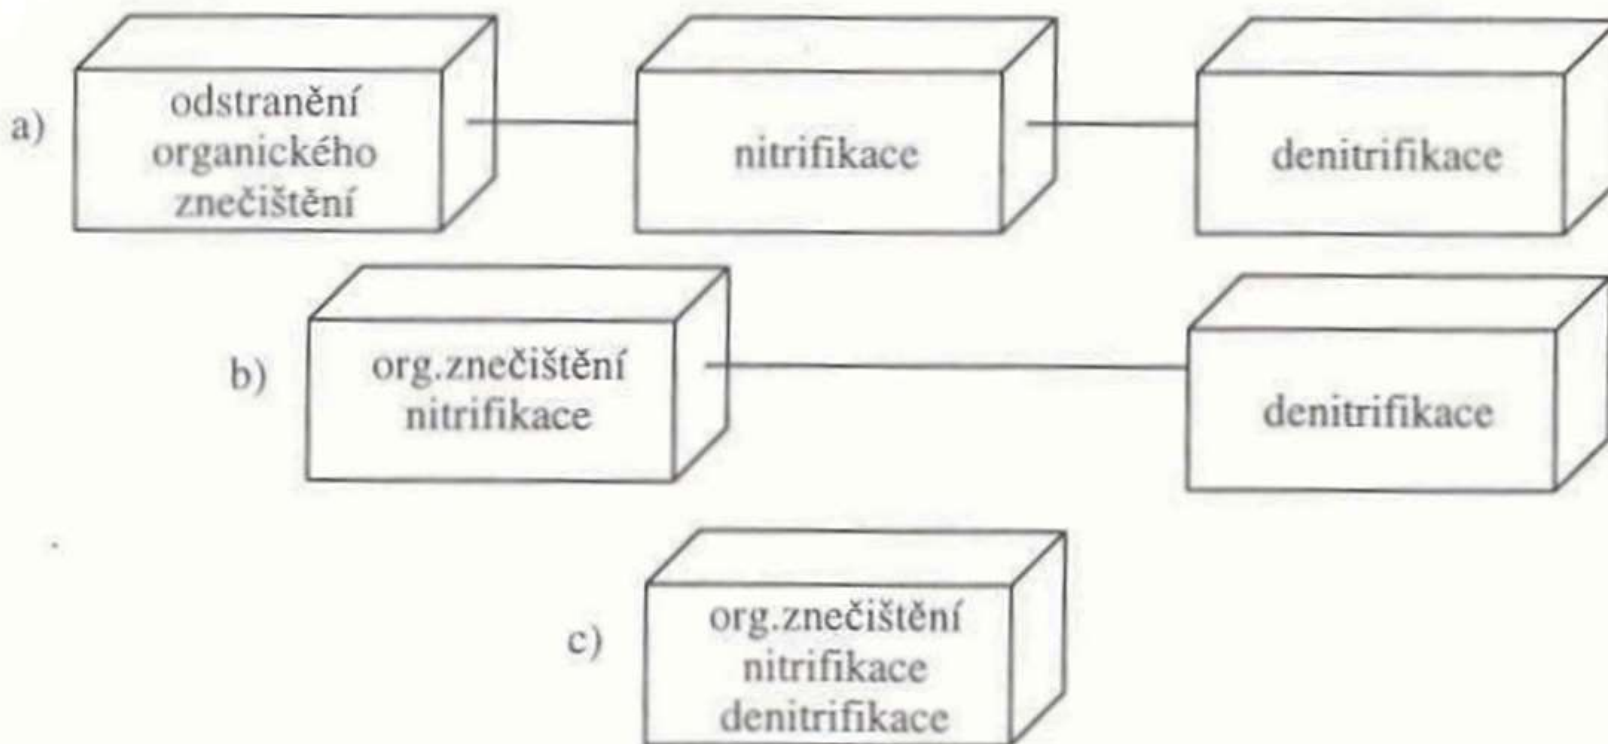 a)
odstranění
organického
znečištění
nitrifikace
denitrifikace
b)
org.znečištění
nitrifikace
denitrifikace
c)
org.znečištění
nitrifikace
denitrifikace